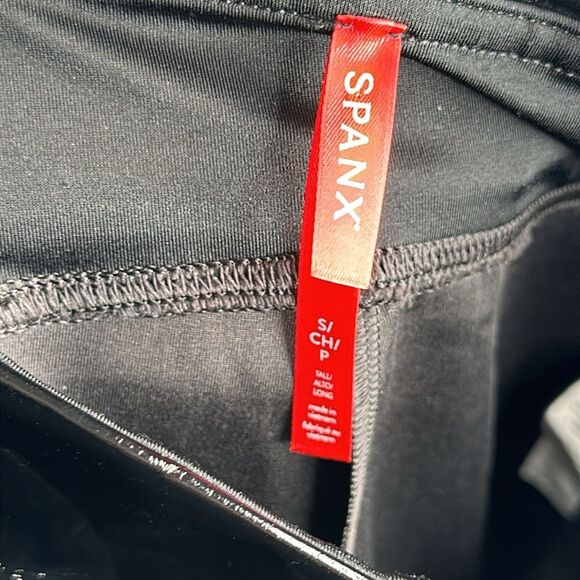 SPANX
S/
CH/
P
TALL/
ALTO/
LONG
made in
vietnam
fabriqué au
vietnam